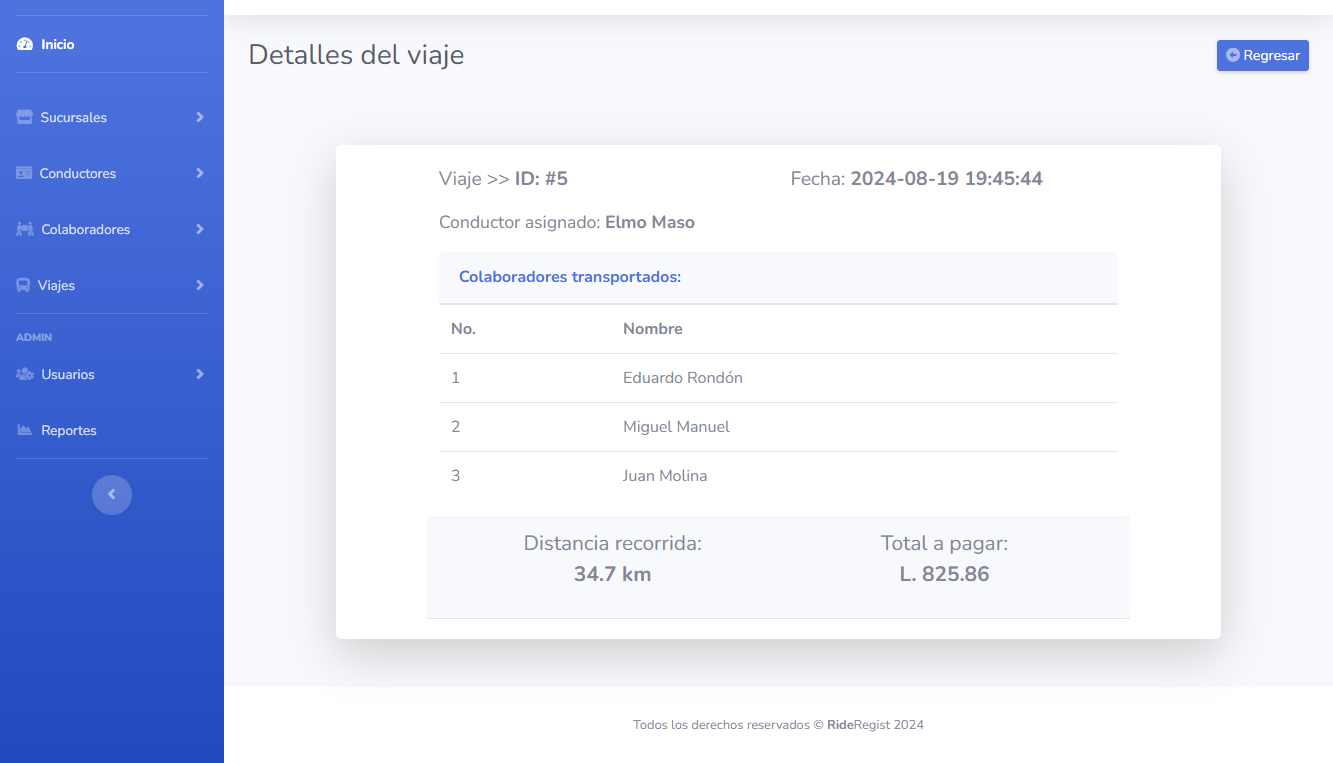 Inicio
Sucursales
Conductores
Colaboradores
Viajes
ADMIN
Usuarios
Reportes
Detalles del viaje
Regresar
Viaje >> ID: #5
Fecha: 2024-08-19 19:45:44
Conductor asignado: Elmo Maso
Colaboradores transportados:
No. Nombre
1 Eduardo Rondón
2 Miguel Manuel
3 Juan Molina
Distancia recorrida:
34.7 km
Total a pagar:
L. 825.86
Todos los derechos reservados © RideRegist 2024